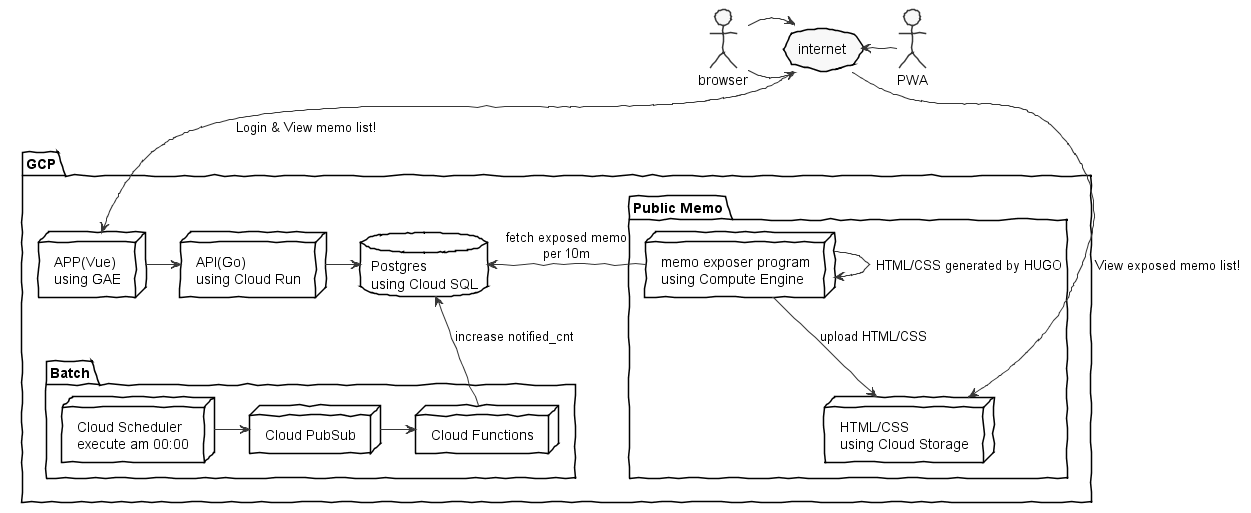 internet
browser
PWA
Login & View memo list!
GCP
Public Memo
fetch exposed memo
per 10m
APP(Vue)
using GAE
API(Go)
using Cloud Run
Postgres
using Cloud SQL
memo exposer program
using Compute Engine
HTML/CSS generated by HUGO
View exposed memo list!
increase notified_cnt
upload HTML/CSS
Batch
Cloud Scheduler
execute am 00:00
Cloud PubSub
Cloud Functions
HTML/CSS
using Cloud Storage